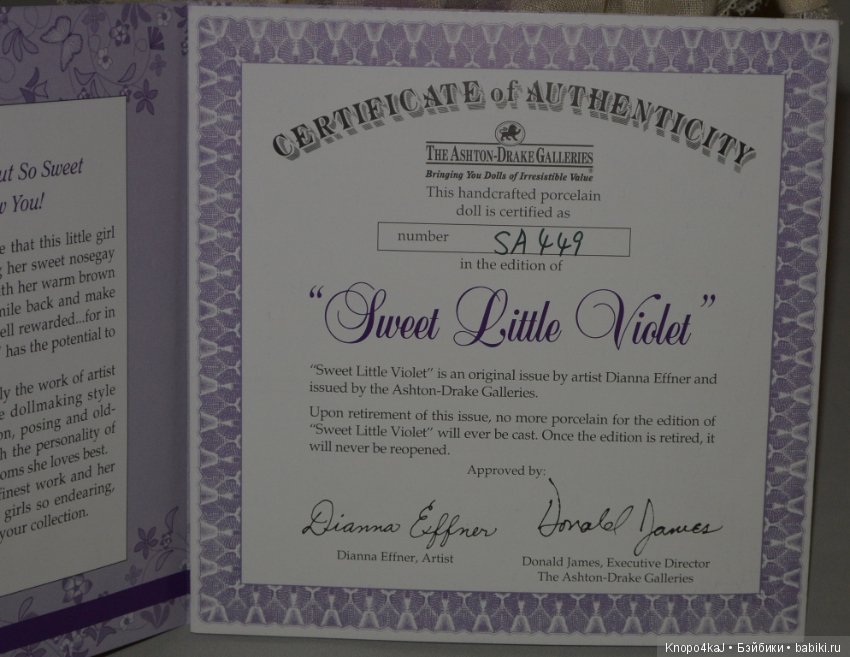 ut So Sweet
w You!
e that this little girl
g her sweet nosegay
th her warm brown
mile back and make
ell rewarded...for in
" has the potential to
ly the work of artist
e dollmaking style
on, posing and old-
h the personality of
oms she loves best.
finest work and her
girls so endearing,
your collection.
CERTIFICATE of AUTHENTICITY
THE ASHTON-DRAKE GALLERIES
Bringing You Dolls of Irresistible Value®
This handcrafted porcelain
doll is certified as
number SA449
in the edition of
"Sweet Little Violet"
"Sweet Little Violet" is an original issue by artist Dianna Effner and
issued by the Ashton-Drake Galleries.
Upon retirement of this issue, no more porcelain for the edition of
"Sweet Little Violet" will ever be cast. Once the edition is retired, it
will never be reopened.
Approved by:
Dianna Effner
Donald James
Dianna Effner, Artist
Donald James, Executive Director
The Ashton-Drake Galleries
Knopo4kaJ • Бэйбики • babiki.ru